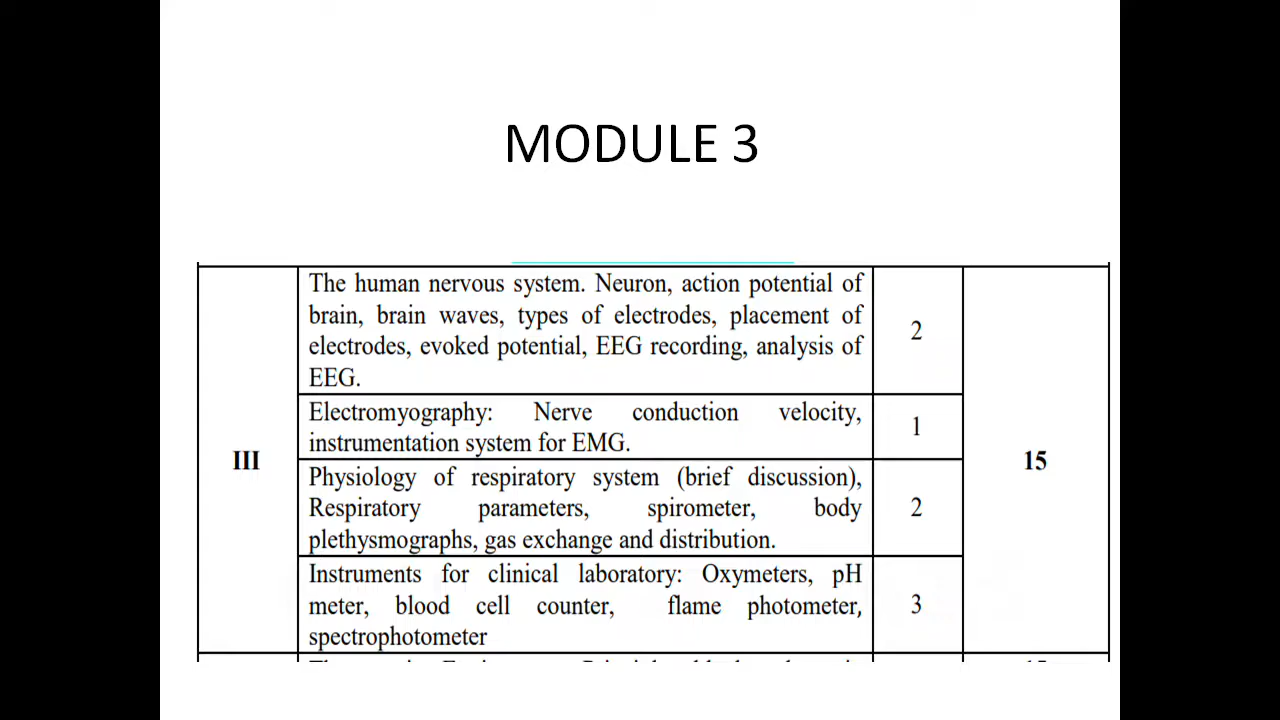 MODULE 3
The human nervous system. Neuron, action potential of
brain, brain waves, types of electrodes, placement of
electrodes, evoked potential, EEG recording, analysis of
EEG.
2
Electromyography: Nerve conduction velocity,
instrumentation system for EMG.
1
III
15
Physiology of respiratory system (brief discussion),
Respiratory parameters, spirometer, body
plethysmographs, gas exchange and distribution.
2
Instruments for clinical laboratory: Oxymeters, pH
meter, blood cell counter, flame photometer,
spectrophotometer
3